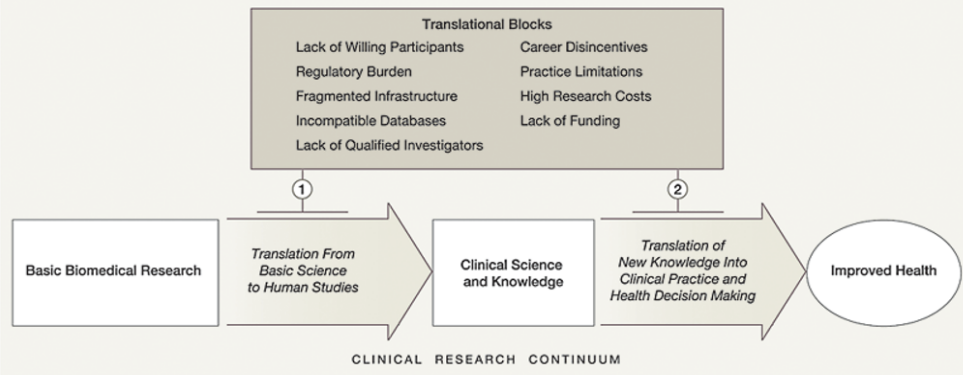 Translational Blocks
Lack of Willing Participants
Regulatory Burden
Fragmented Infrastructure
Incompatible Databases
Lack of Qualified Investigators
Career Disincentives
Practice Limitations
High Research Costs
Lack of Funding
1
2
Basic Biomedical Research
Translation From
Basic Science
to Human Studies
Clinical Science
and Knowledge
Translation of
New Knowledge Into
Clinical Practice and
Health Decision Making
Improved Health
CLINICAL RESEARCH CONTINUUM